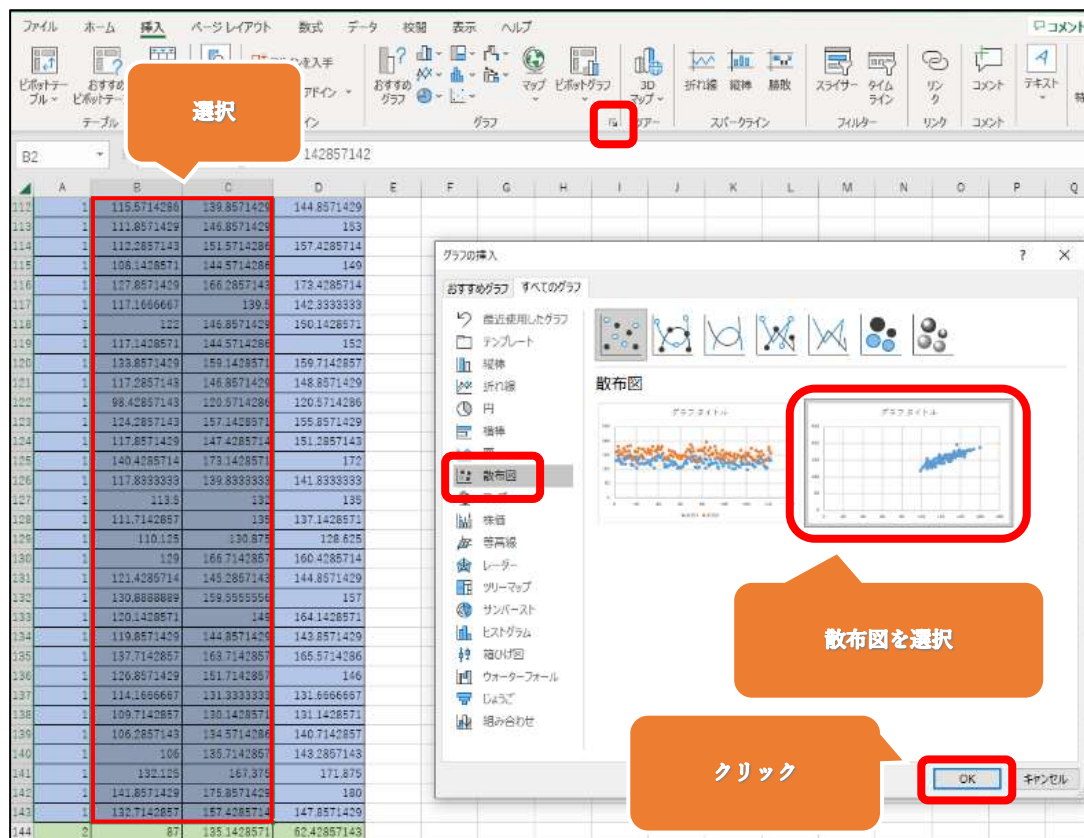 ファイル ホーム 挿入 ページ レイアウト 数式 データ 校閲 表示 ヘルプ コメント
ピボットテー
ブル
おすすめ
ピボットテーブ
インを入手
アドイン
おすすめ
グラフ
マップ ピボットグラフ
3D
マップ
折れ線 縦棒 勝敗
スライサー タイム
ライン
リン
ク
コメント
テキスト
テーブル グラフ ツアー スパークライン フィルター リンク コメント
選択
B2 142857142
A B C D E F G H I J K L M N O P Q
112 1 115.5714286 139.8571429 144.8571429
113 1 111.8571429 146.8571429 153
114 1 112.2857143 151.5714286 157.4285714
115 1 108.1428571 144.5714286 149
116 1 127.8571429 166.2857143 173.4285714
117 1 117.1666667 139.5 142.3333333
118 1 122 146.8571429 150.1428571
119 1 117.1428571 144.5714286 152
120 1 133.8571429 159.1428571 159.7142857
121 1 117.2857143 146.8571429 148.8571429
122 1 98.42857143 120.5714286 120.5714286
123 1 124.2857143 157.1428571 155.8571429
124 1 117.8571429 147.4285714 151.2857143
125 1 140.4285714 173.1428571 172
126 1 117.8333333 139.8333333 141.8333333
127 1 113.5 132 135
128 1 111.7142857 135 137.1428571
129 1 110.125 130.875 128.625
130 1 129 166.7142857 160.4285714
131 1 121.4285714 145.2857143 144.8571429
132 1 130.8888889 159.5555556 157
133 1 120.1428571 149 164.1428571
134 1 119.8571429 144.8571429 143.8571429
135 1 137.7142857 163.7142857 165.5714286
136 1 126.8571429 151.7142857 146
137 1 114.1666667 131.3333333 131.6666667
138 1 109.7142857 130.1428571 131.1428571
139 1 106.2857143 134.5714286 140.7142857
140 1 106 135.7142857 143.2857143
141 1 132.125 167.375 171.875
142 1 141.8571429 175.8571429 180
143 1 132.7142857 157.4285714 147.8571429
144 2 87 135.1428571 62.42857143
グラフの挿入 ? ×
おすすめグラフ すべてのグラフ
最近使用したグラフ
テンプレート
縦棒
折れ線
円
横棒
散布図
株価
等高線
レーダー
ツリーマップ
サンバースト
ヒストグラム
箱ひげ図
ウォーターフォール
じょうご
組み合わせ
散布図
グラフ タイトル
グラフ タイトル
散布図を選択
クリック
OK キャンセル